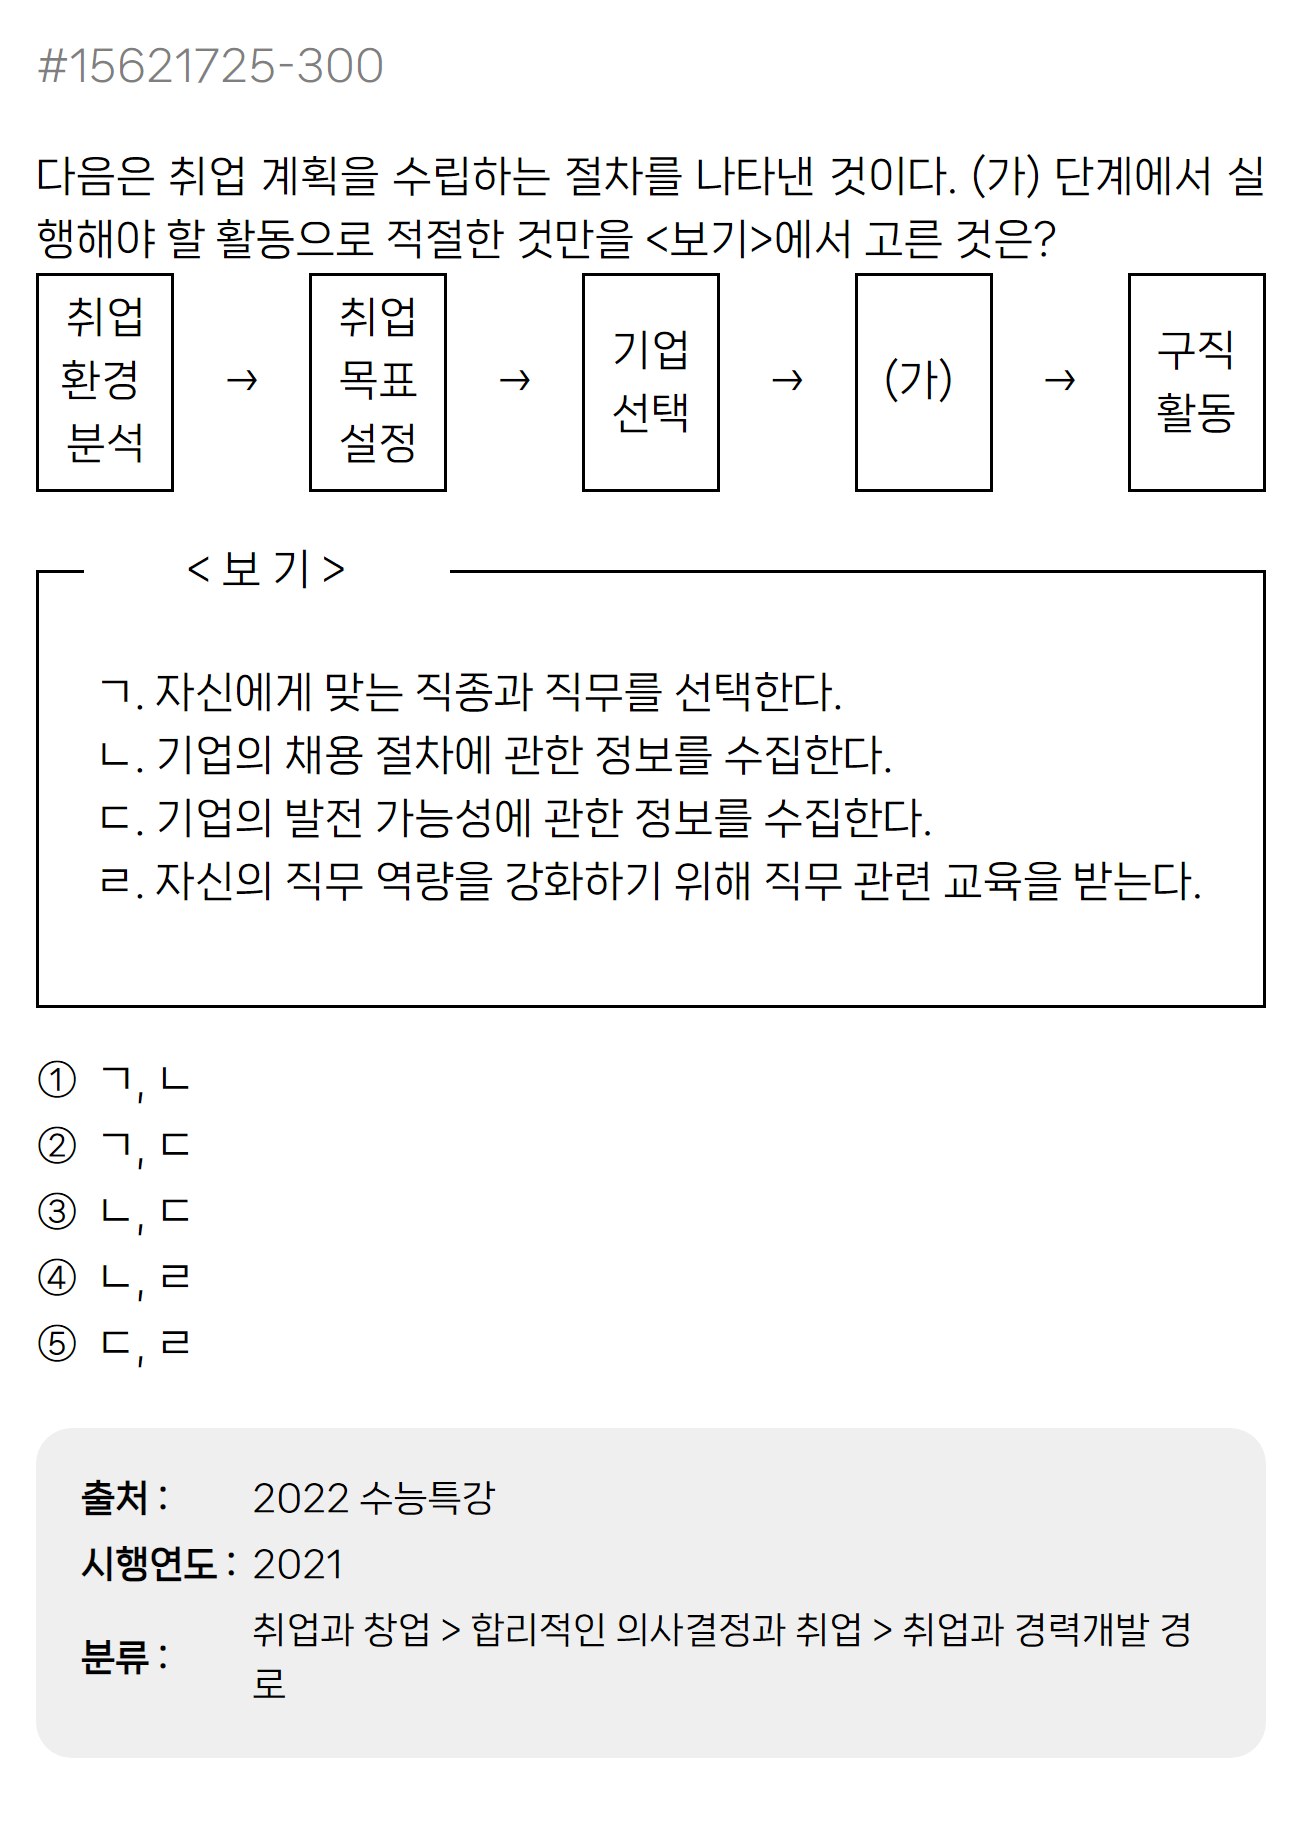 #15621725-300
다음은 취업 계획을 수립하는 절차를 나타낸 것이다. (가) 단계에서 실
행해야 할 활동으로 적절한 것만을 <보기>에서 고른 것은?
취업
환경
분석
→
취업
목표
설정
→
기업
선택
→
(가)
→
구직
활동
< 보 기 >
ㄱ. 자신에게 맞는 직종과 직무를 선택한다.
ㄴ. 기업의 채용 절차에 관한 정보를 수집한다.
ㄷ. 기업의 발전 가능성에 관한 정보를 수집한다.
ㄹ. 자신의 직무 역량을 강화하기 위해 직무 관련 교육을 받는다.
① ㄱ, ㄴ
② ㄱ, ㄷ
③ ㄴ, ㄷ
④ ㄴ, ㄹ
⑤ ㄷ, ㄹ
출처 : 2022 수능특강
시행연도 : 2021
분류 : 취업과 창업 > 합리적인 의사결정과 취업 > 취업과 경력개발 경
로